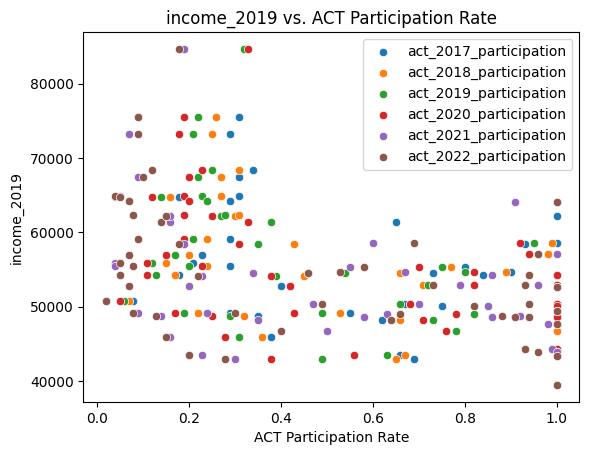 income_2019 vs. ACT Participation Rate
act_2017_participation
act_2018_participation
act_2019_participation
act_2020_participation
act_2021_participation
act_2022_participation
income_2019
80000
70000
60000
50000
40000
0.0 0.2 0.4 0.6 0.8 1.0
ACT Participation Rate